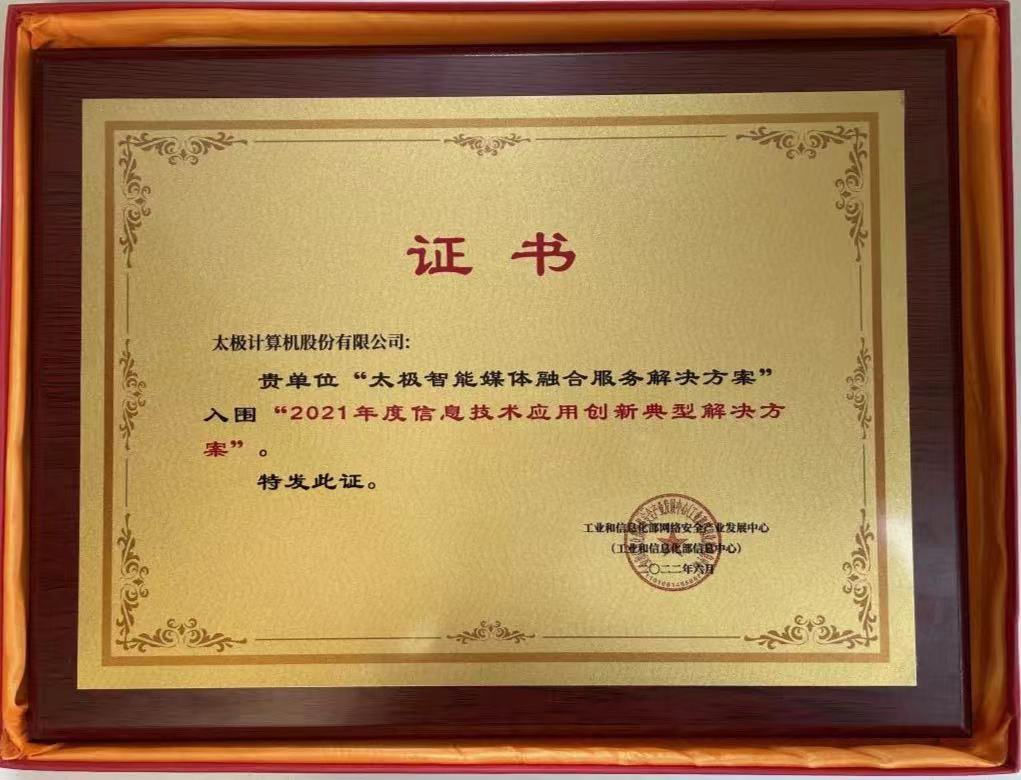 证 书
太极计算机股份有限公司:
贵单位“太极智能媒体融合服务解决方案”
入围“2021年度信息技术应用创新典型解决方
案”。
特发此证。
工业和信息化部网络安全产业发展中心
(工业和信息化部信息中心)
二〇二二年六月